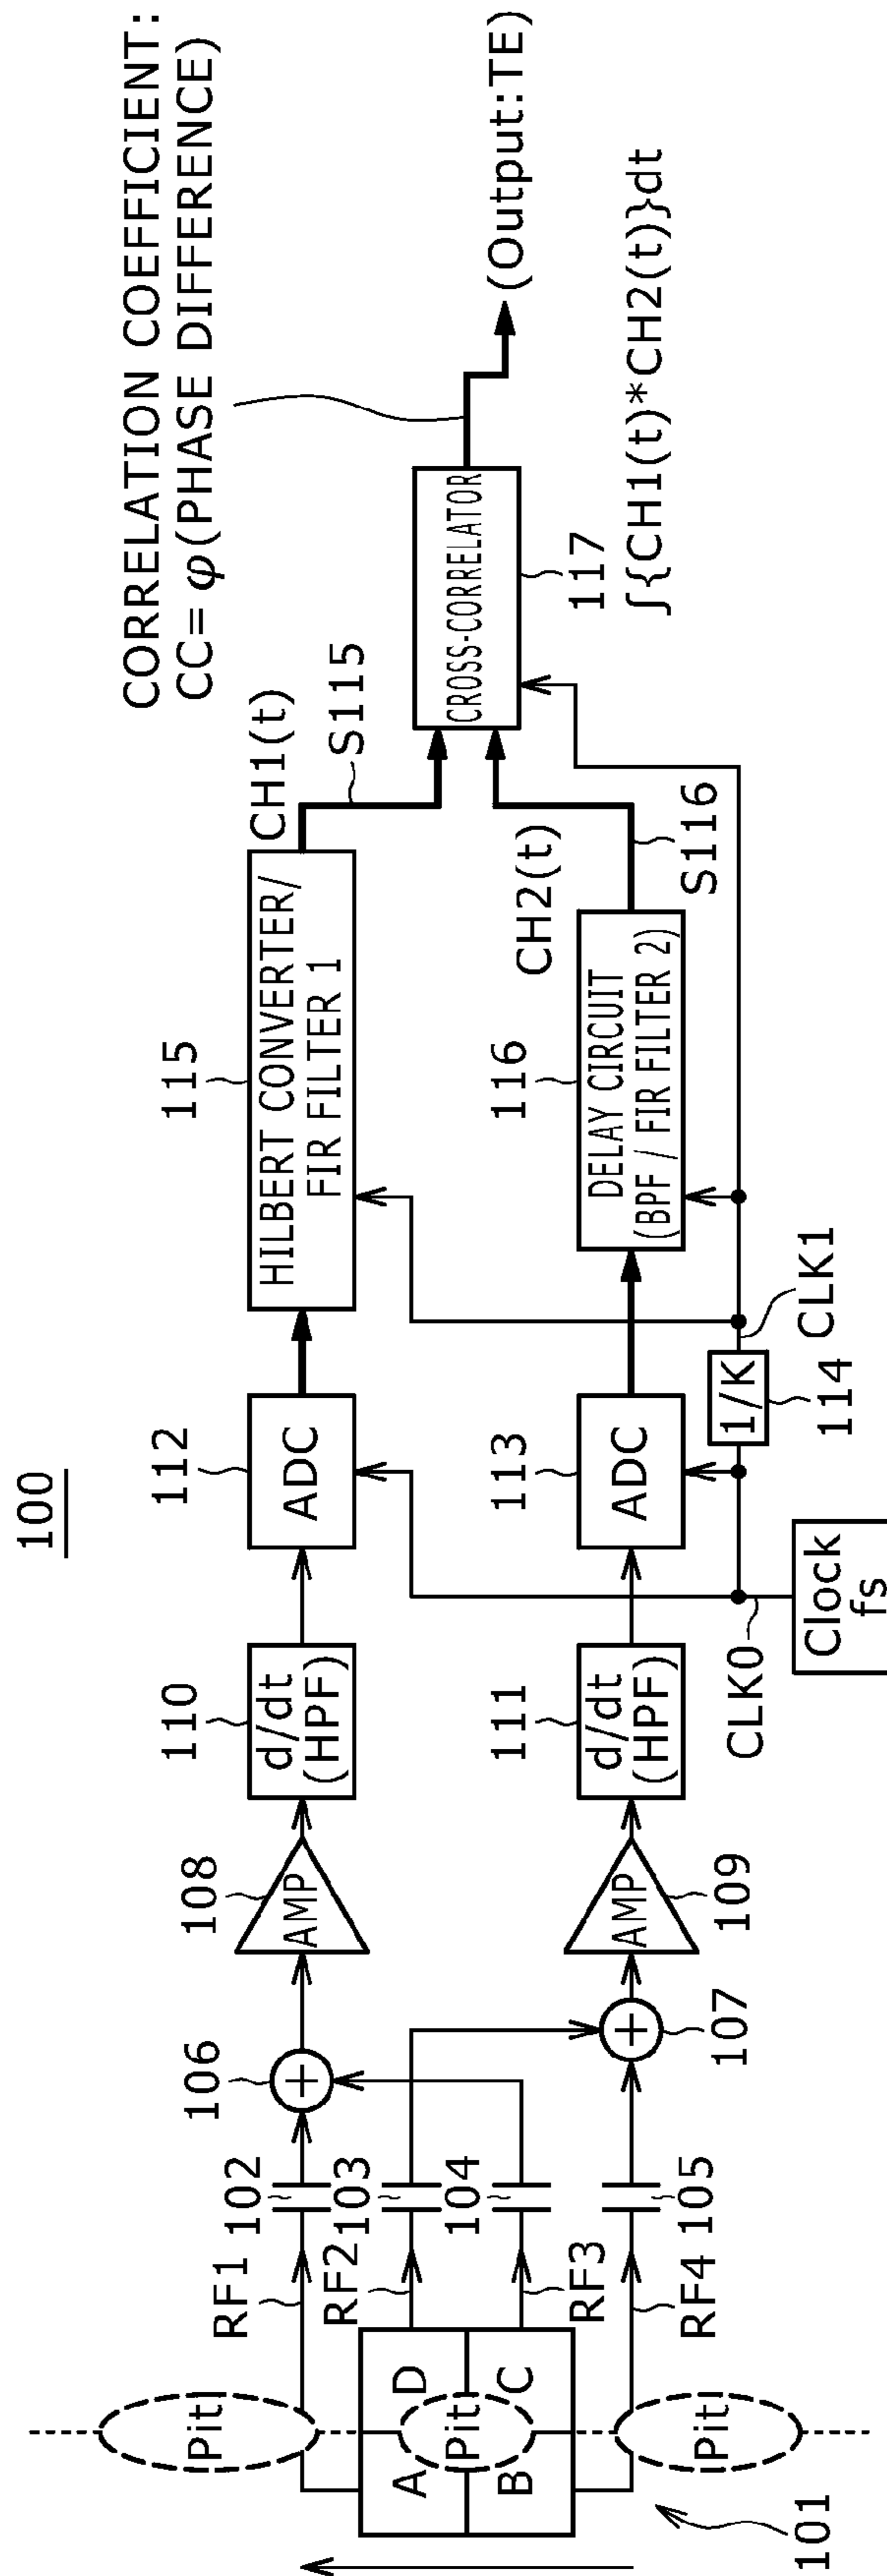 100
CORRELATION COEFFICIENT:
CC= φ(PHASE DIFFERENCE)
Pit
Pit
Pit
A
D
B
C
101
RF1
RF2
RF3
RF4
102
103
104
105
106
107
108
AMP
109
AMP
110
d/dt
(HPF)
111
d/dt
(HPF)
112
ADC
113
ADC
Clock
fs
CLK0
1/K
114
CLK1
115
HILBERT CONVERTER/
FIR FILTER 1
116
DELAY CIRCUIT
(BPF / FIR FILTER 2)
CH1(t)
S115
CH2(t)
S116
CROSS-CORRELATOR
117
∫{{CH1(t)*CH2(t)}dt
(Output:TE)